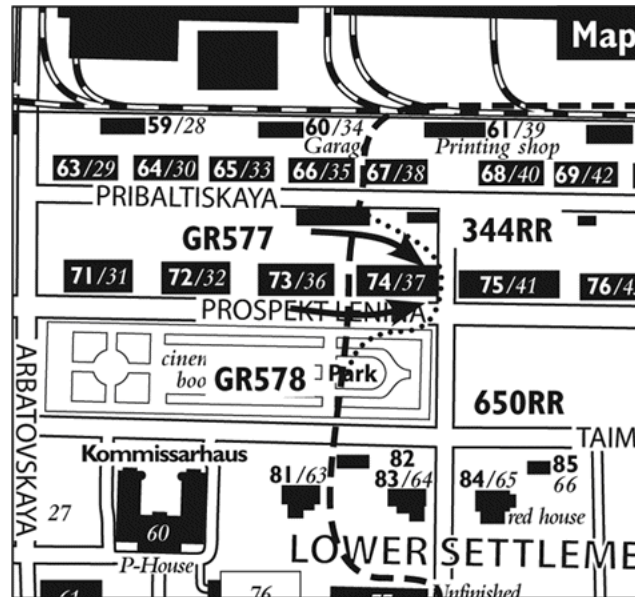 Map
59/28
60/34
61/39
Garag
Printing shop
63/29 64/30 65/33 66/35 67/38 68/40 69/42
PRIBALTISKAYA
GR577
344RR
71/31 72/32 73/36 74/37 75/41 76/4
PROSPEKT LENINA
cinem
boo
GR578
Park
650RR
ARBATOVSKAYA
TAIM
Kommissarhaus
81/63
82
83/64
84/65
85
66
27
60
red house
LOWER SETTLEME
P-House
76
Unfinished